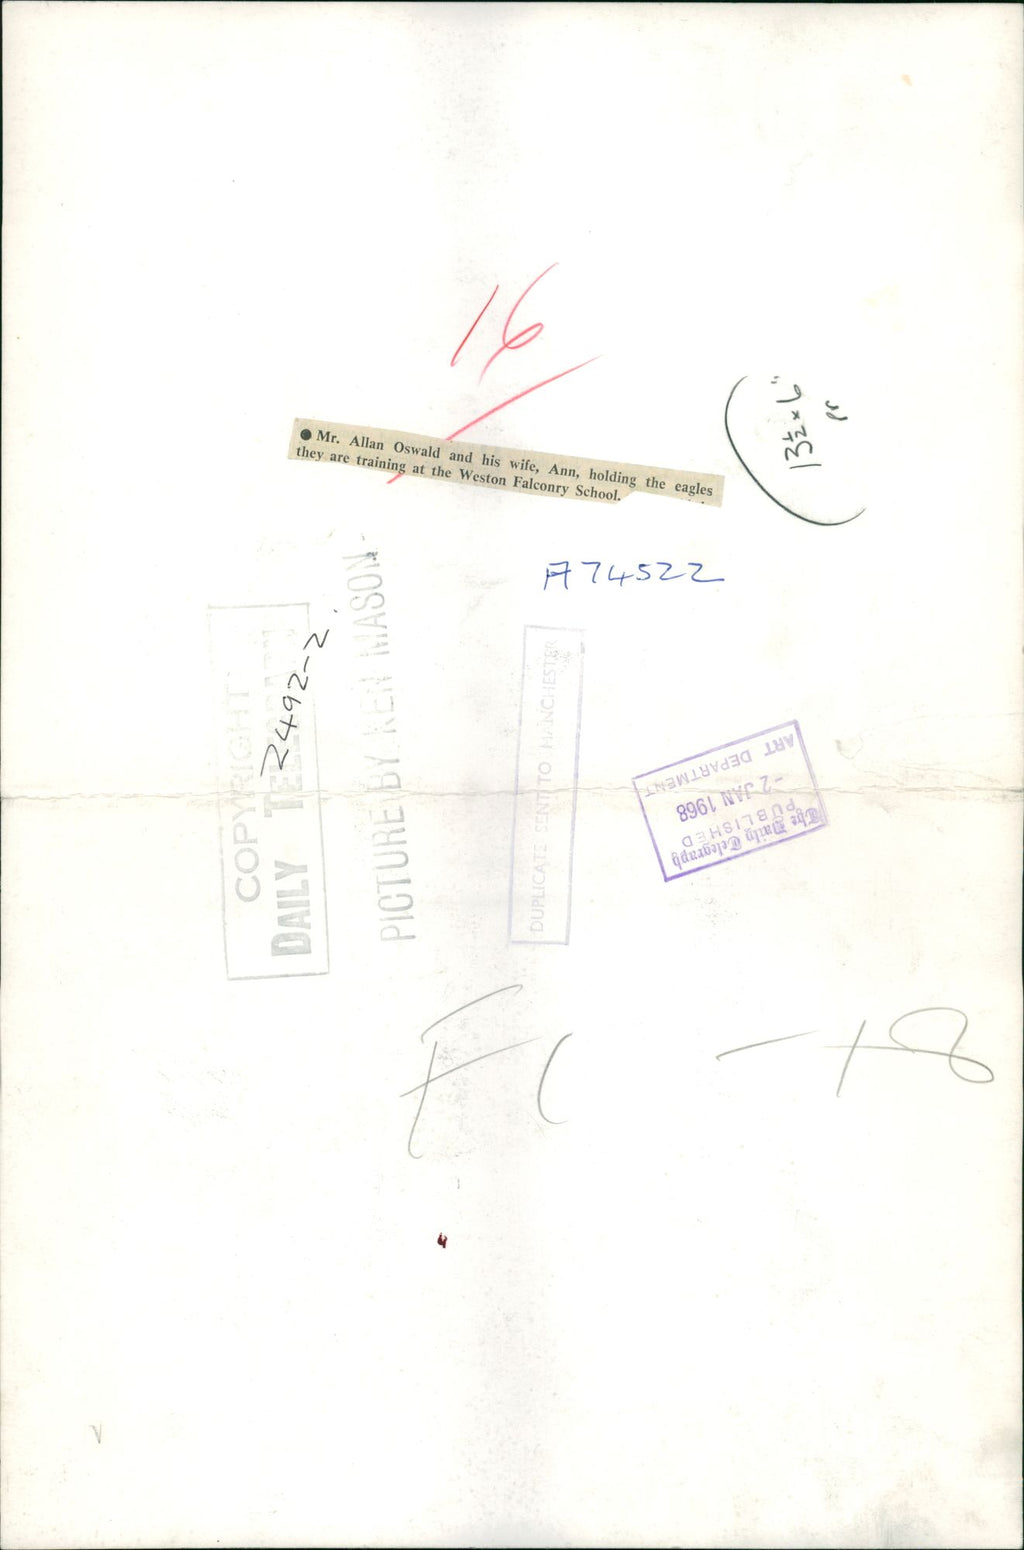 16
13½ × 6"
● Mr. Allan Oswald and his wife, Ann, holding the eagles
they are training at the Weston Falconry School.
A74522
COPYRIGHT
DAILY TELEGRAPH
2492-2
PICTURE BY KEN MASON
DUPLICATE SENT TO MANCHESTER
The Daily Telegraph
PUBLISHED
-2 JAN 1968
ART DEPARTMENT